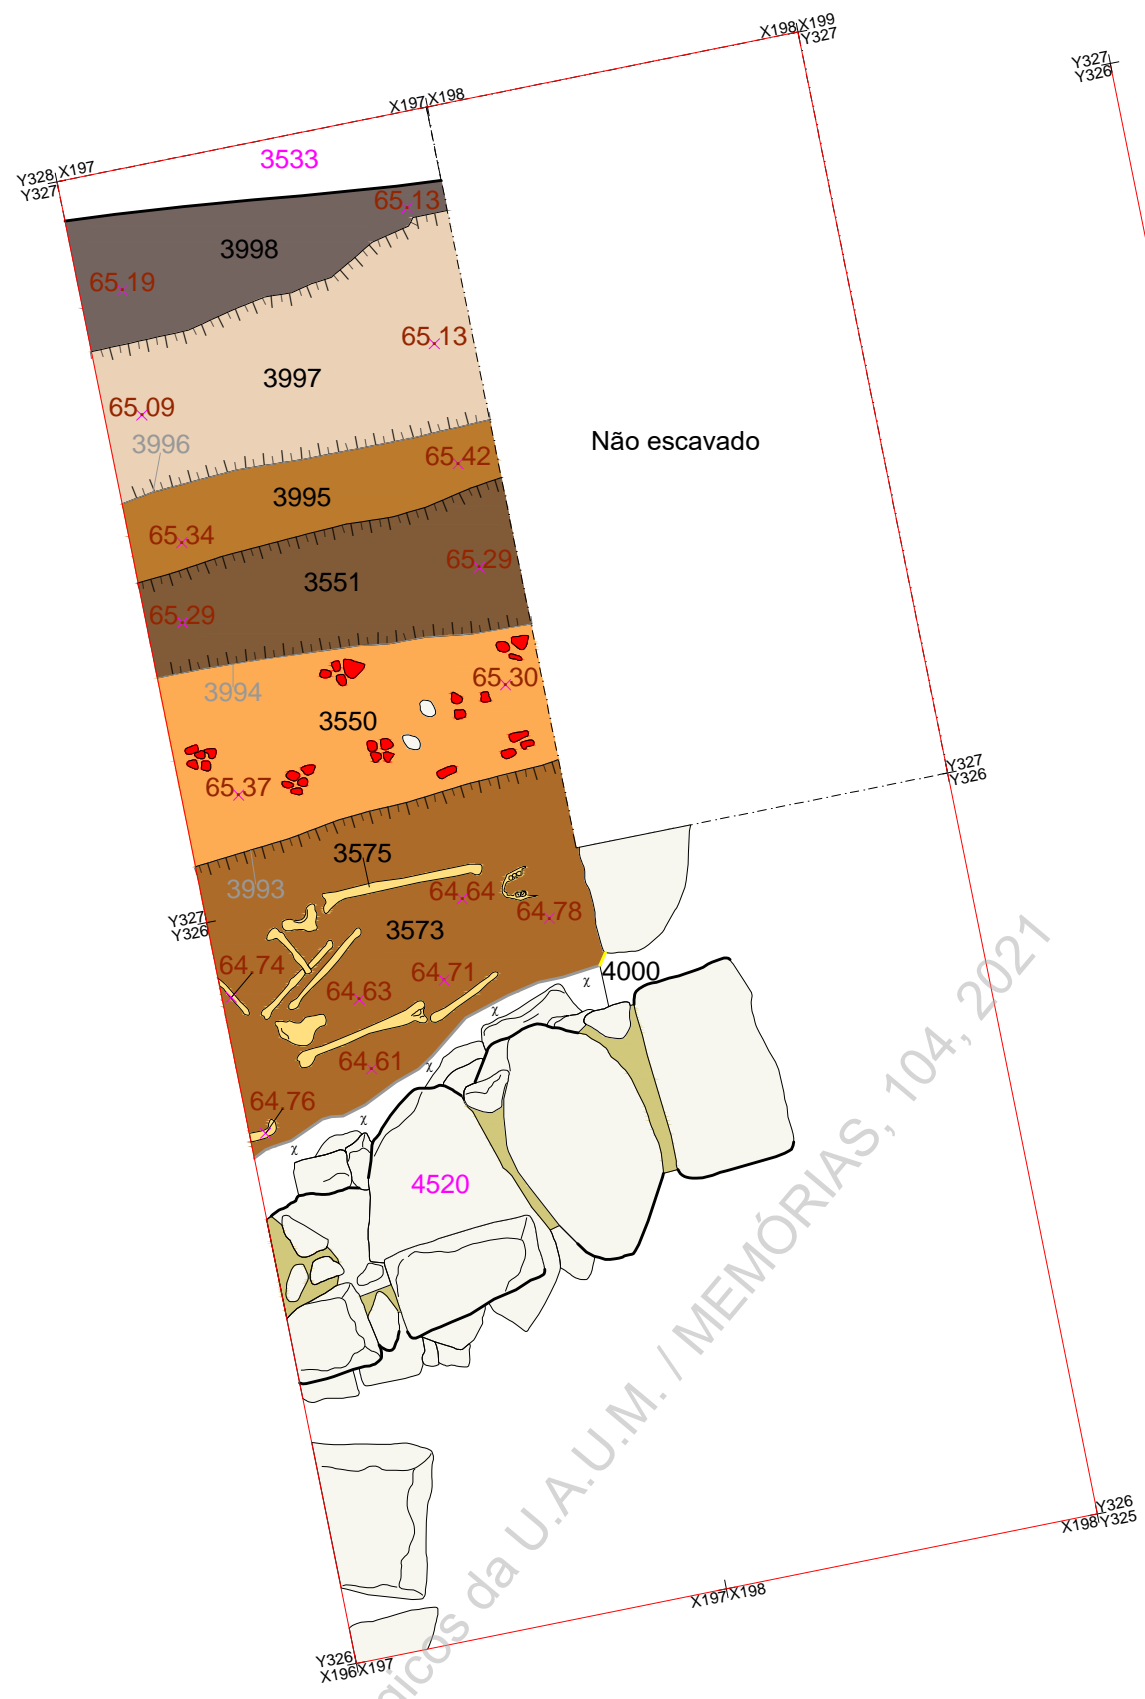 X198 X199
Y327
Y327
Y326
X197 X198
Y328 X197
Y327
3533
65.13
3998
65.19
65.13
3997
65.09
3996
65.42
3995
65.34
Não escavado
65.29
3551
65.29
3994
65.30
3550
65.37
Y327
Y326
3575
3993
64.64
64.78
Y327
Y326
3573
64.74
64.71
4000
64.63
χ
χ
64.61
χ
64.76
χ
χ
4520
gicos da U.A.U.M. / MEMÓRIAS, 104, 2021
Y326
X198 Y325
X197 X198
Y326
X196 X197